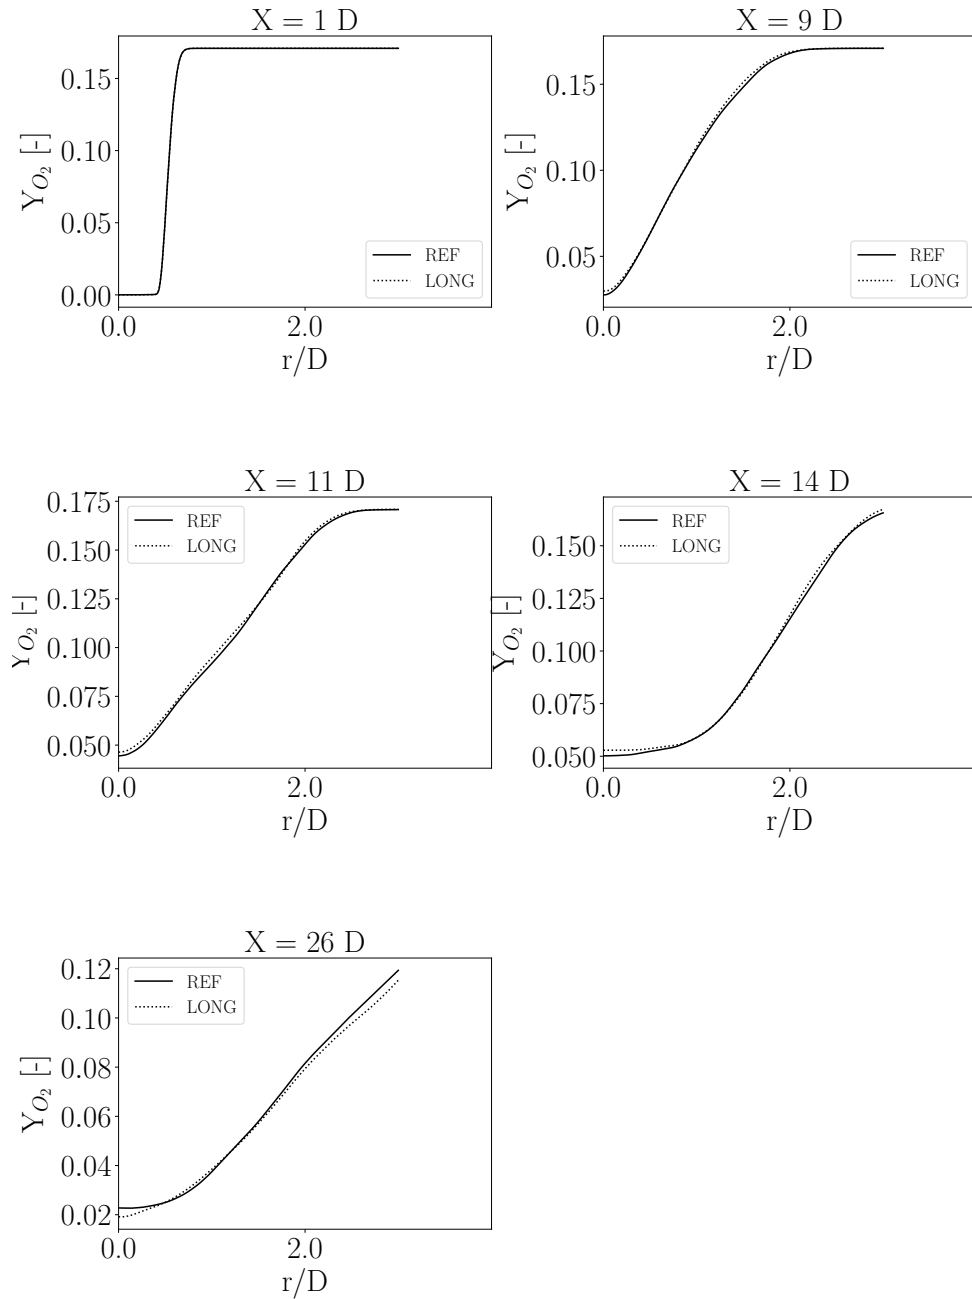 X = 1 D
0.15
0.10
0.05
0.00
Y_{O_2} [-]
REF
LONG
0.0
2.0
r/D
X = 9 D
0.15
0.10
0.05
Y_{O_2} [-]
REF
LONG
0.0
2.0
r/D
X = 11 D
0.175
0.150
0.125
0.100
0.075
0.050
Y_{O_2} [-]
REF
LONG
0.0
2.0
r/D
X = 14 D
0.150
0.125
0.100
0.075
0.050
Y_{O_2} [-]
REF
LONG
0.0
2.0
r/D
X = 26 D
0.12
0.10
0.08
0.06
0.04
0.02
Y_{O_2} [-]
REF
LONG
0.0
2.0
r/D